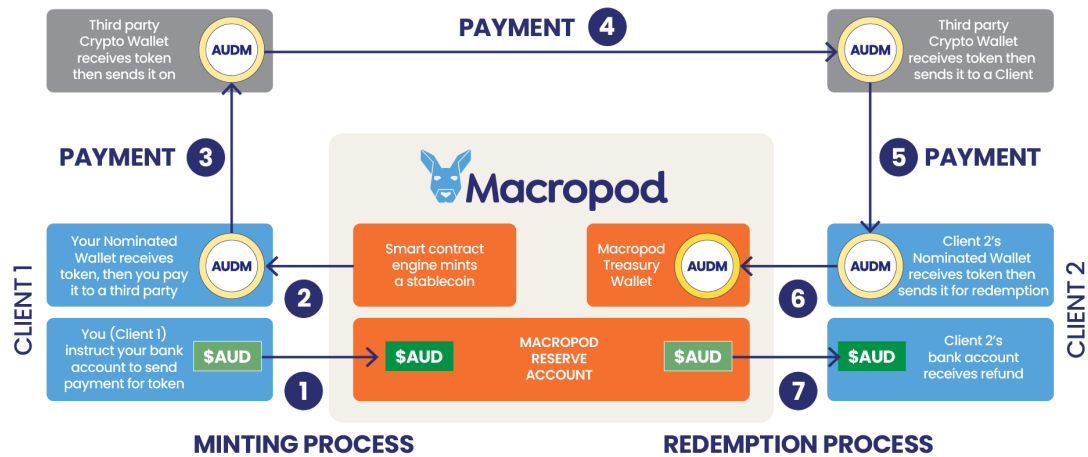 Third party
Crypto Wallet
receives token
then sends it on
AUDM
PAYMENT 4
AUDM
Third party
Crypto Wallet
receives token then
sends it to a Client
PAYMENT 3
5 PAYMENT
Macropod
CLIENT 1
Your Nominated
Wallet receives
token, then you pay
it to a third party
AUDM
2
Smart contract
engine mints
a stablecoin
Macropod
Treasury
Wallet
AUDM
6
AUDM
Client 2's
Nominated Wallet
receives token then
sends it for redemption
CLIENT 2
You (Client 1)
instruct your bank
account to send
payment for token
$AUD
1
$AUD
MACROPOD
RESERVE
ACCOUNT
$AUD
7
$AUD
Client 2's
bank account
receives refund
MINTING PROCESS
REDEMPTION PROCESS